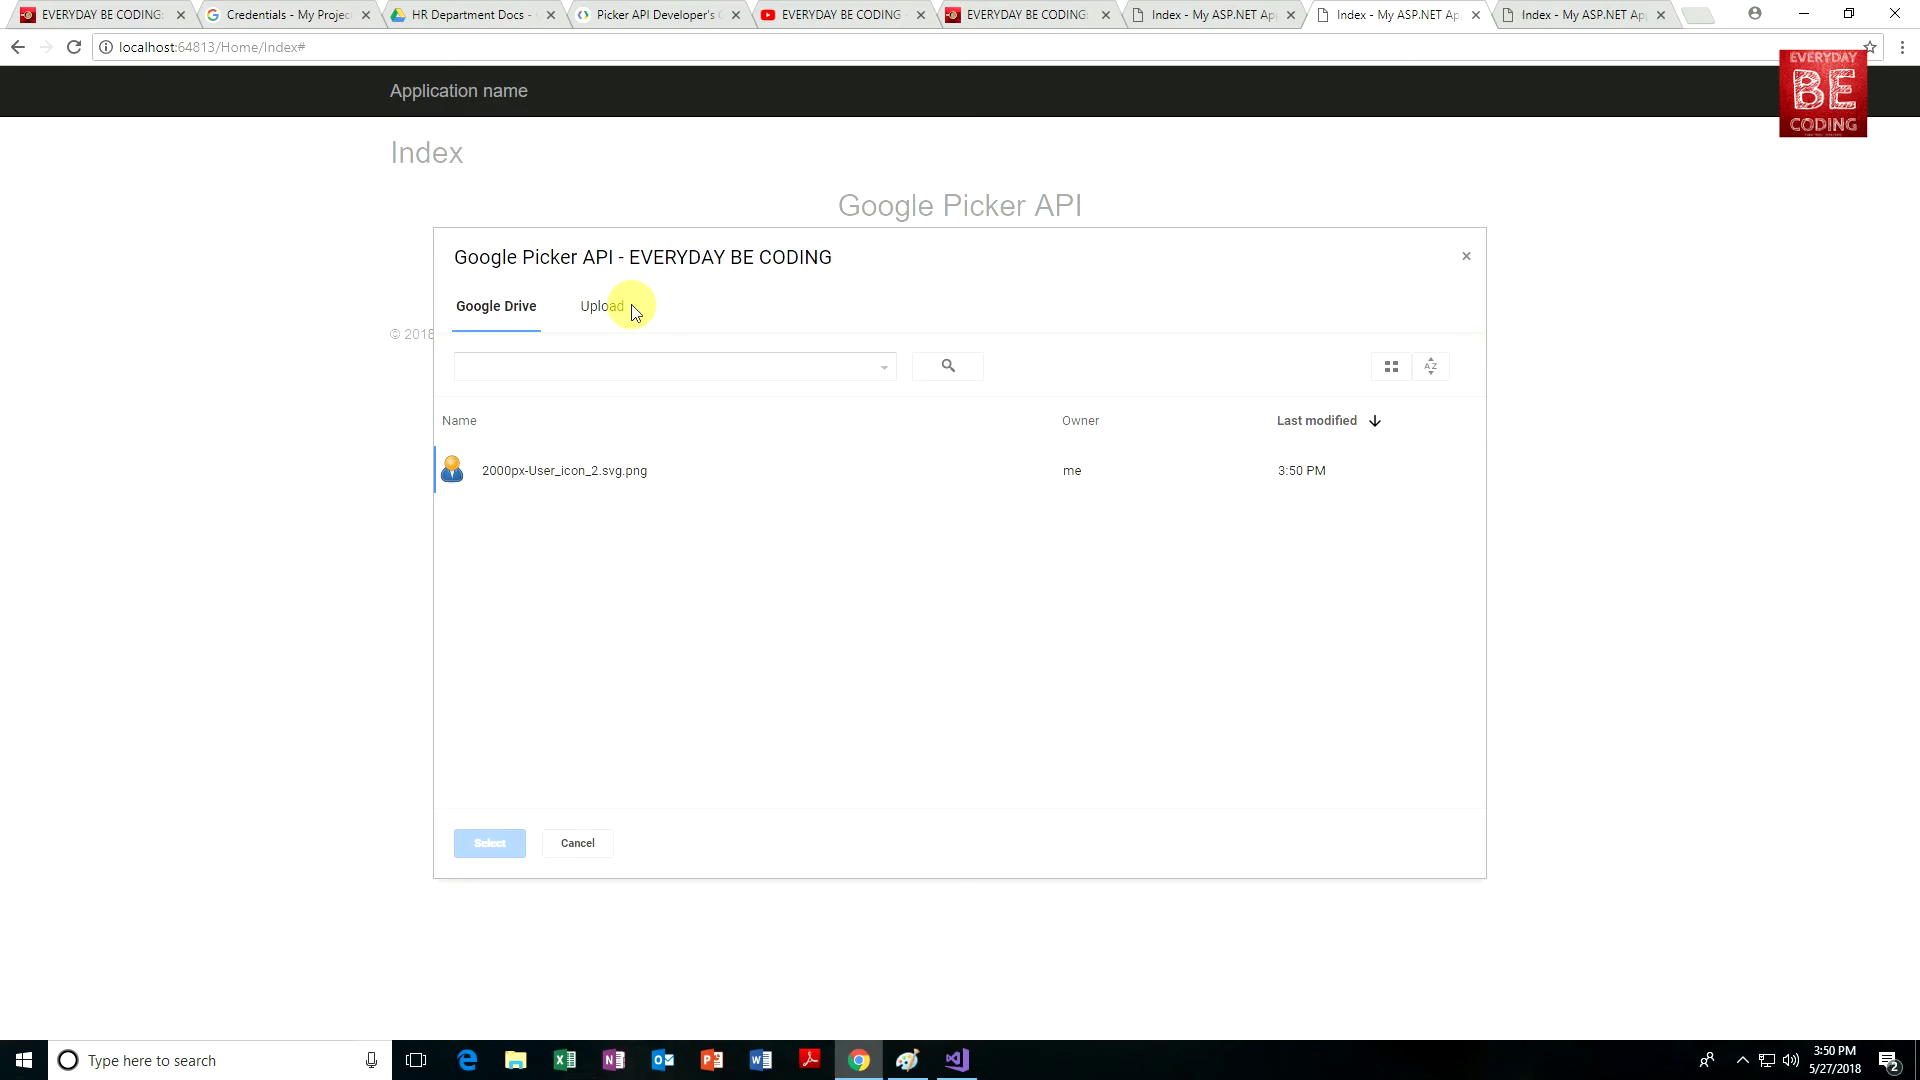 EVERYDAY BE CODING:
Credentials - My Projec
HR Department Docs -
Picker API Developer's
EVERYDAY BE CODING
EVERYDAY BE CODING:
Index - My ASP.NET Ap
Index - My ASP.NET Ap
Index - My ASP.NET Ap
localhost:64813/Home/Index#
EVERYDAY
BE
CODING
Application name
Index
Google Picker API
Google Picker API - EVERYDAY BE CODING
Google Drive
Upload
© 2018
AZ
Name
Owner
Last modified
2000px-User_icon_2.svg.png
me
3:50 PM
Select
Cancel
Type here to search
3:50 PM
5/27/2018
2